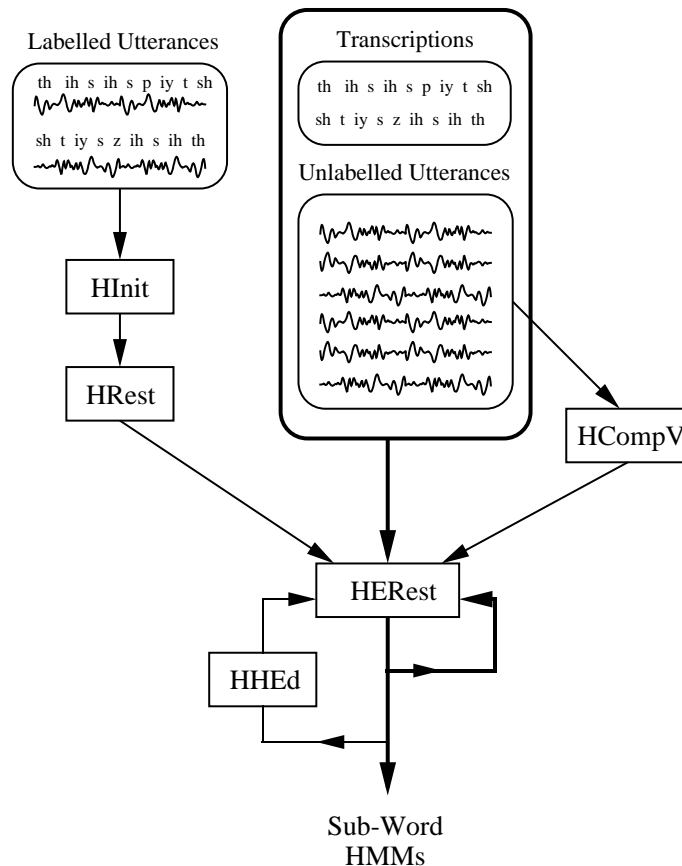 Labelled Utterances
th ih s ih s p iy t sh
sh t iy s z ih s ih th
HInit
HRest
Transcriptions
th ih s ih s p iy t sh
sh t iy s z ih s ih th
Unlabelled Utterances
HCompV
HERest
HHEd
Sub-Word
HMMs